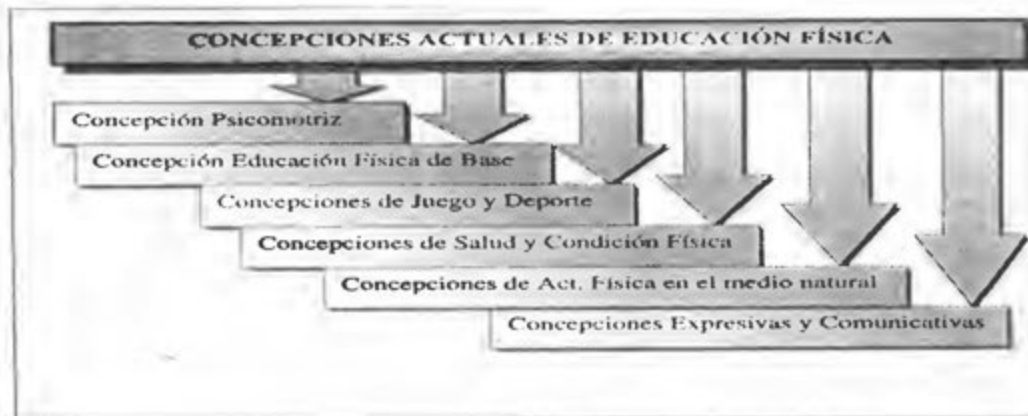 CONCEPCIONES ACTUALES DE EDUCACIÓN FÍSICA
Concepción Psicomotriz
Concepción Educación Física de Base
Concepciones de Juego y Deporte
Concepciones de Salud y Condición Física
Concepciones de Act. Física en el medio natural
Concepciones Expresivas y Comunicativas